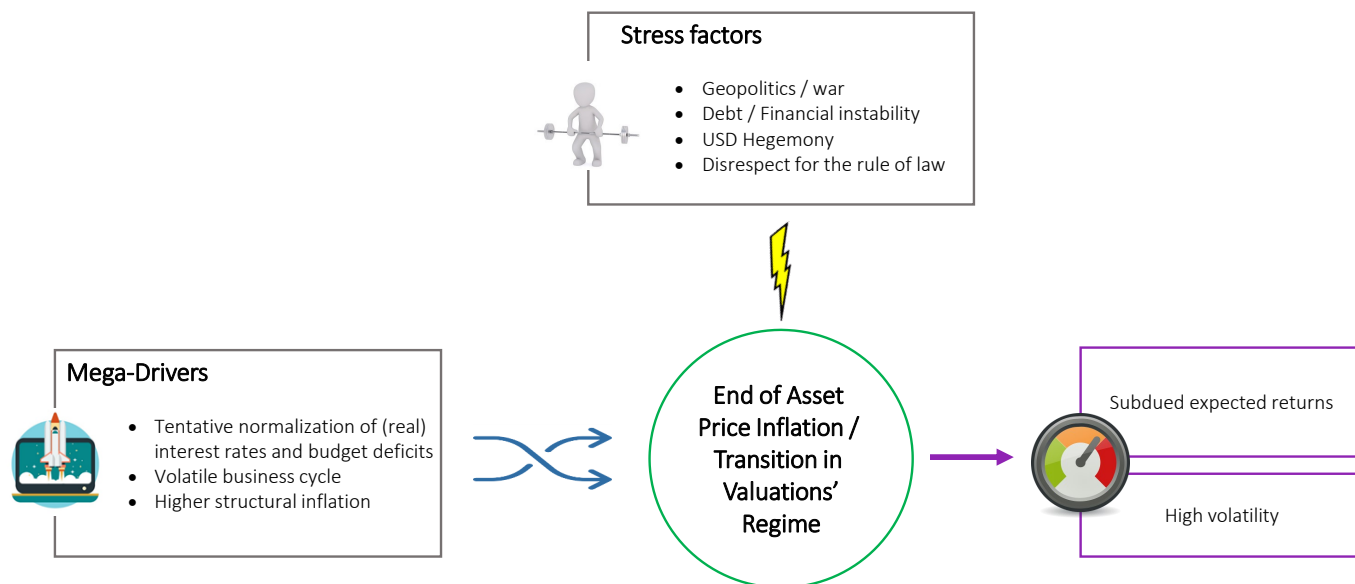 Stress factors
• Geopolitics / war
• Debt / Financial instability
• USD Hegemony
• Disrespect for the rule of law
Mega-Drivers
• Tentative normalization of (real)
interest rates and budget deficits
• Volatile business cycle
• Higher structural inflation
End of Asset
Price Inflation /
Transition in
Valuations’
Regime
Subdued expected returns
High volatility